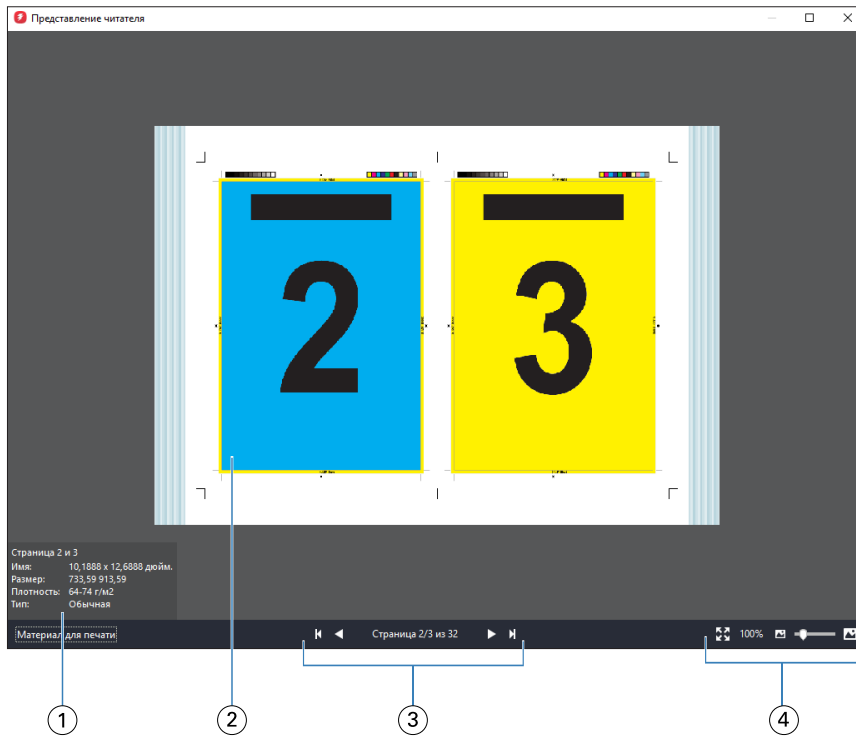 Представление читателя
2
3
Страница 2 и 3
Имя: 10,1888 x 12,6888 дюйм.
Размер: 733,59 913,59
Плотность: 64-74 г/м2
Тип: Обычная
Материал для печати
Страница 2/3 из 32
100%
1
2
3
4